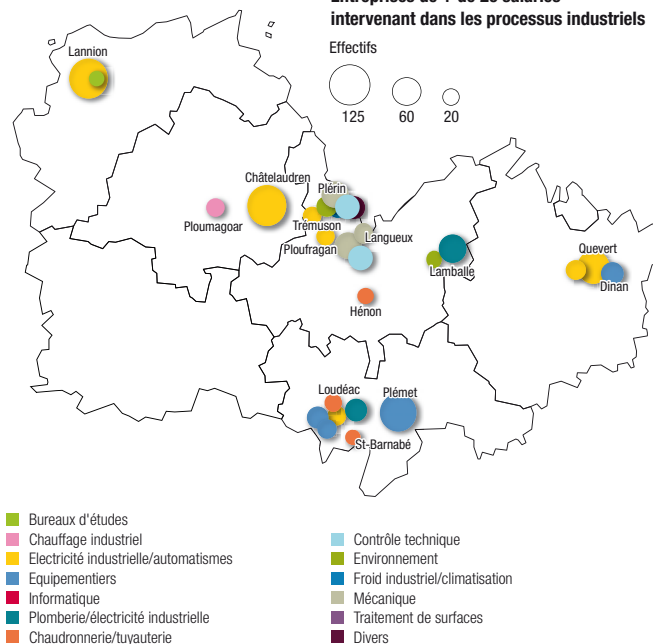 intervenant dans les processus industriels
Effectifs
125
60
20
Lannion
Châtelaudren
Plérin
Ploumagoar
Trémuson
Langueux
Ploufragan
Quevert
Lamballe
Dinan
Hénon
Loudéac
Plémet
St-Barnabé
Bureaux d'études
Chauffage industriel
Electricité industrielle/automatismes
Equipementiers
Informatique
Plomberie/électricité industrielle
Chaudronnerie/tuyauterie
Contrôle technique
Environnement
Froid industriel/climatisation
Mécanique
Traitement de surfaces
Divers